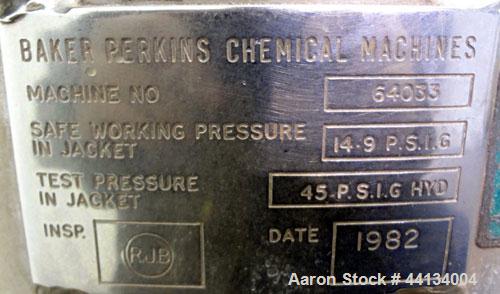 BAKER PERKINS CHEMICAL MACHINES
MACHINE NO 64033
SAFE WORKING PRESSURE
IN JACKET 14·9 P.S.I.G
TEST PRESSURE
IN JACKET 45·P.S.I.G HYD
INSP. RJB DATE 1982
Aaron Stock # 44134004